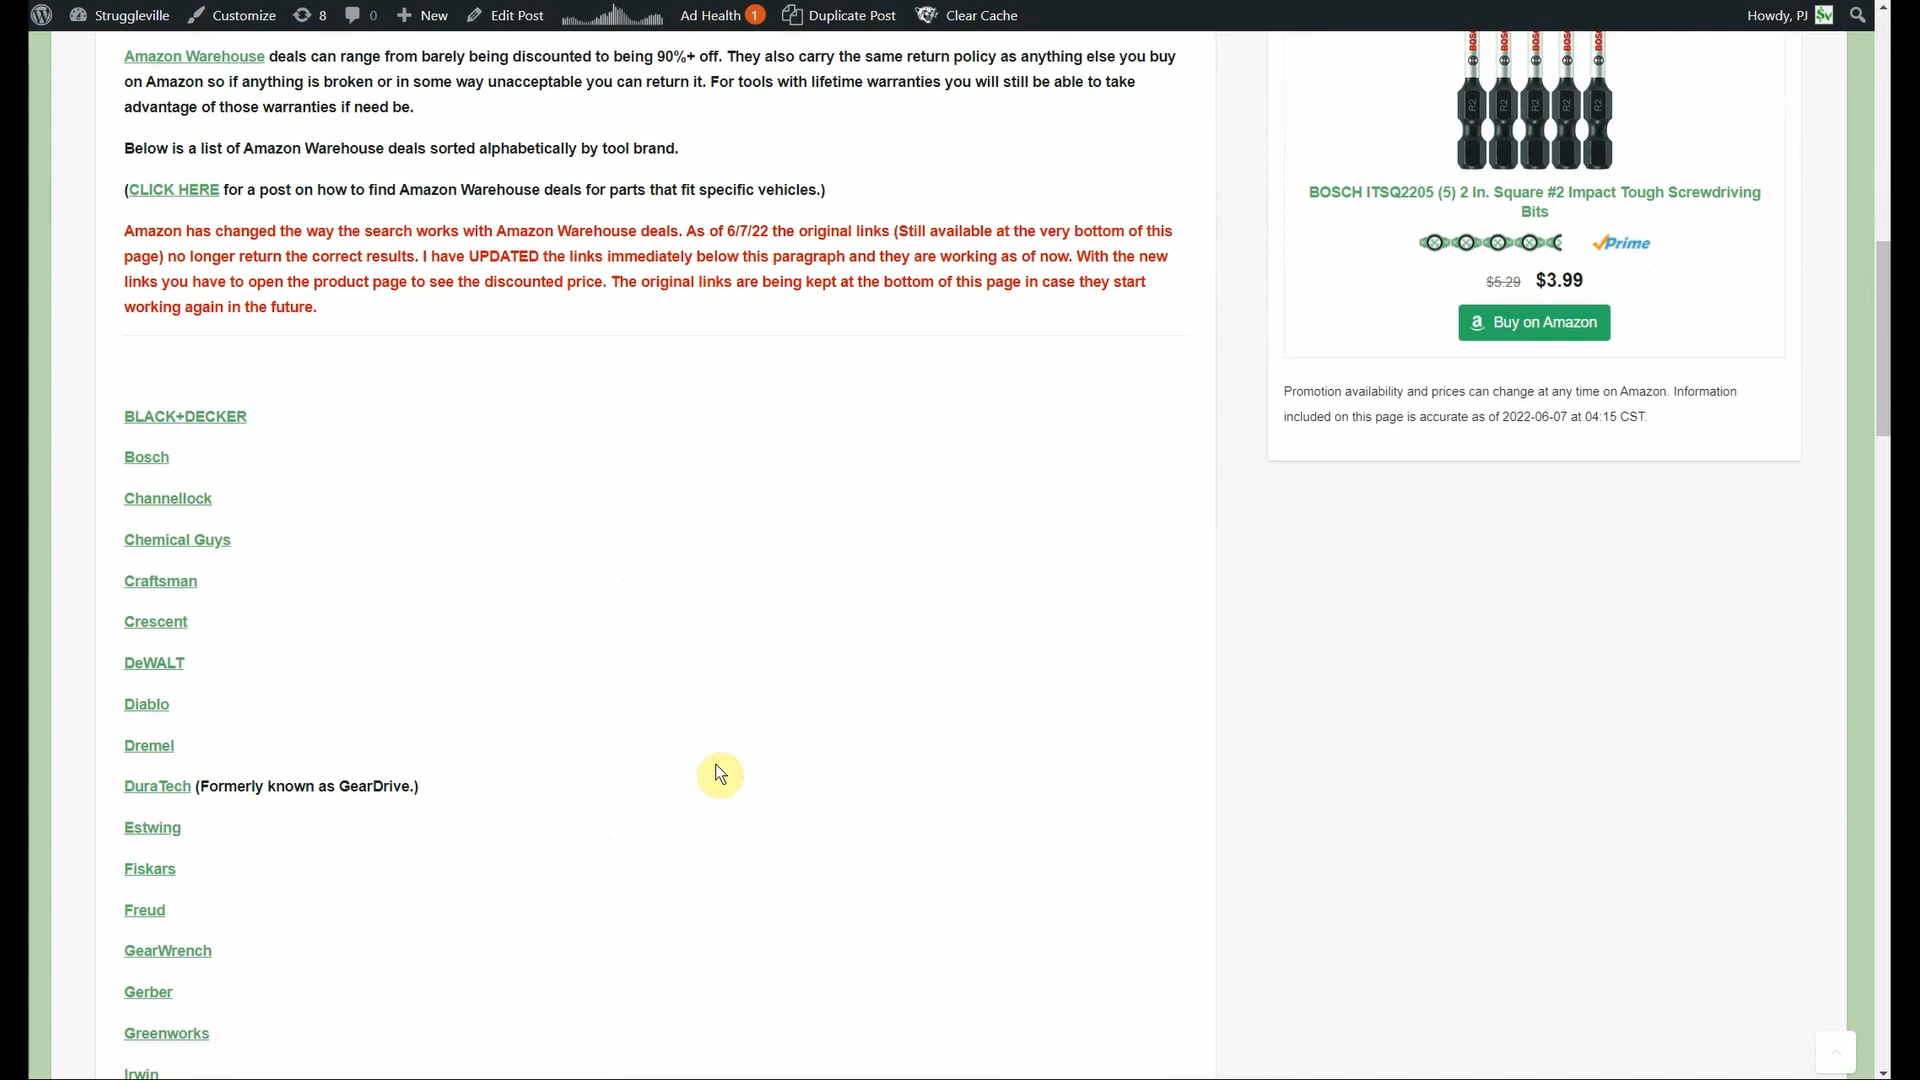 Struggleville Customize 8 0 New Edit Post Ad Health 1 Duplicate Post Clear Cache Howdy, PJ $v
Amazon Warehouse deals can range from barely being discounted to being 90%+ off. They also carry the same return policy as anything else you buy
on Amazon so if anything is broken or in some way unacceptable you can return it. For tools with lifetime warranties you will still be able to take
advantage of those warranties if need be.
Below is a list of Amazon Warehouse deals sorted alphabetically by tool brand.
(CLICK HERE for a post on how to find Amazon Warehouse deals for parts that fit specific vehicles.)
Amazon has changed the way the search works with Amazon Warehouse deals. As of 6/7/22 the original links (Still available at the very bottom of this
page) no longer return the correct results. I have UPDATED the links immediately below this paragraph and they are working as of now. With the new
links you have to open the product page to see the discounted price. The original links are being kept at the bottom of this page in case they start
working again in the future.
BLACK+DECKER
Bosch
Channellock
Chemical Guys
Craftsman
Crescent
DeWALT
Diablo
Dremel
DuraTech (Formerly known as GearDrive.)
Estwing
Fiskars
Freud
GearWrench
Gerber
Greenworks
Irwin
R2 R2 R2 R2 R2
BOSCH ITSQ2205 (5) 2 In. Square #2 Impact Tough Screwdriving
Bits
Prime
$5.29 $3.99
Buy on Amazon
Promotion availability and prices can change at any time on Amazon. Information
included on this page is accurate as of 2022-06-07 at 04:15 CST.